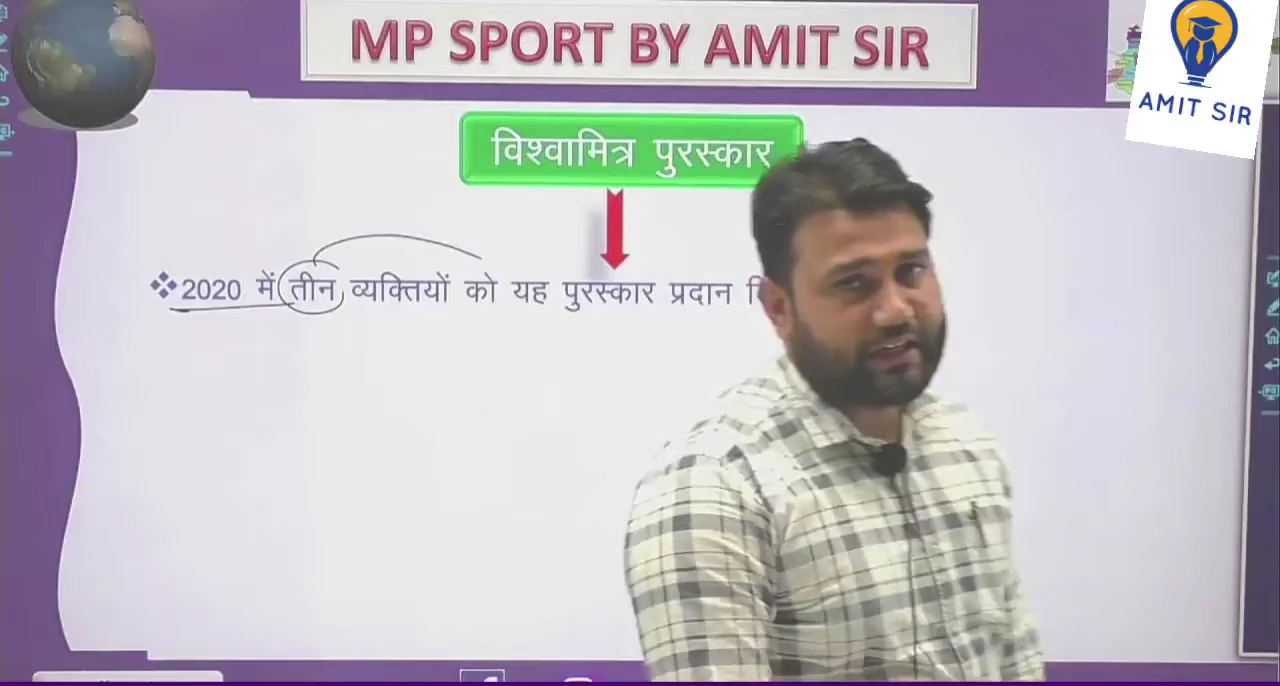 MP SPORT BY AMIT SIR
AMIT SIR
विश्वामित्र पुरस्कार
❖2020 में तीन व्यक्तियों को यह पुरस्कार प्रदान